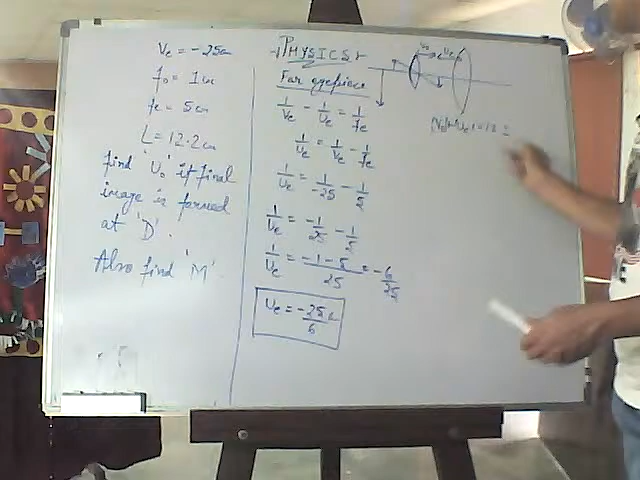 Ve = -25cm
fo = 1cm
fe = 5cm
L = 12.2cm
find 'Uo' if final
image is formed
at 'D'.
Also find 'M'
PHYSICS
For eyepiece
1/Ve - 1/Ue = 1/fe
1/Ue = 1/Ve - 1/fe
1/Ue = 1/-25 - 1/5
1/Ue = -1/25 - 1/5
1/Ue = -1-5/25 = -6/25
Ue = -25/6